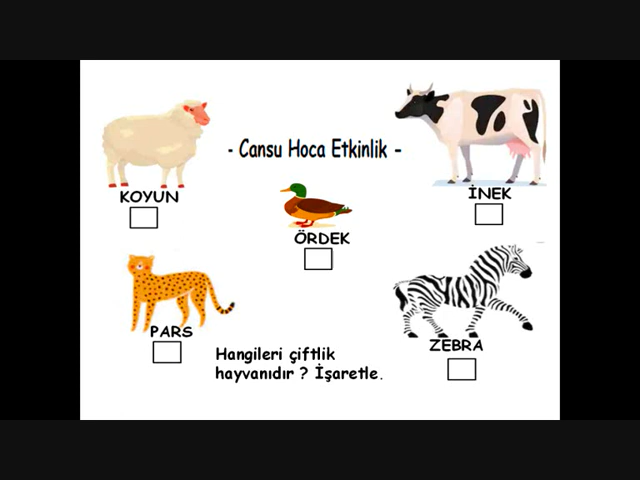 - Cansu Hoca Etkinlik -
KOYUN
İNEK
ÖRDEK
PARS
ZEBRA
Hangileri çiftlik
hayvanıdır ? İşaretle.